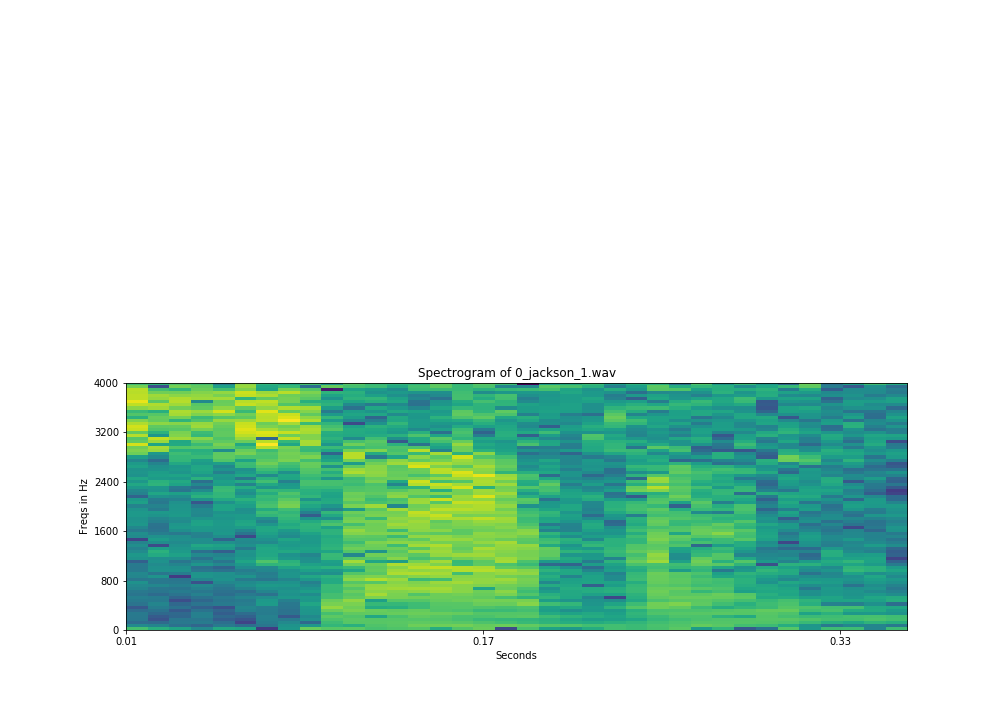 Spectrogram of 0_jackson_1.wav
4000
3200
2400
1600
800
0
Freqs in Hz
0.01 0.17 0.33
Seconds